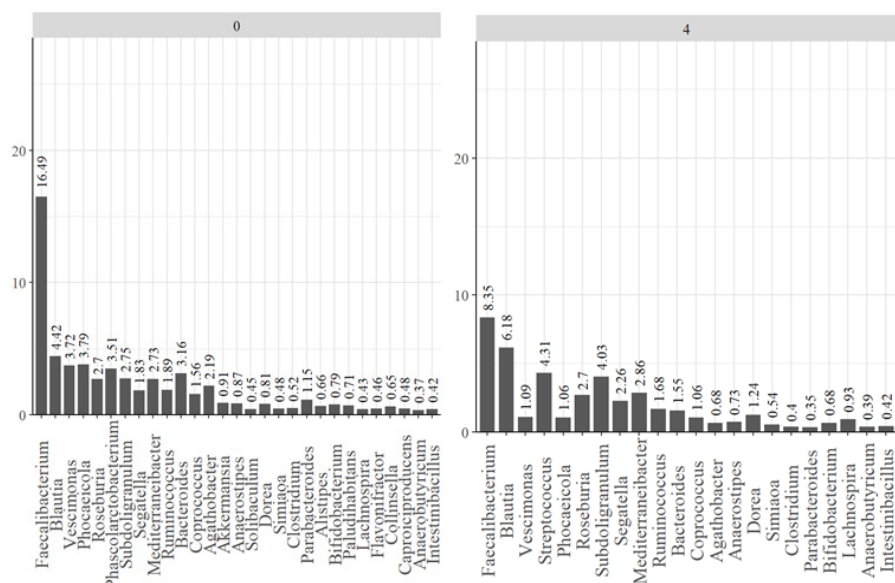 0
20
10
0
16.49
4.42
3.72
3.79
2.7
3.51
2.75
1.83
2.73
1.89
3.16
1.56
2.19
0.91
0.87
0.45
0.81
0.48
0.52
1.15
0.66
0.79
0.71
0.43
0.46
0.65
0.48
0.37
0.42
Faecalibacterium
Blautia
Vescimonas
Phocaeicola
Roseburia
Phascolarctobacterium
Subdoligranulum
Segatella
Mediterraneibacter
Ruminococcus
Bacteroides
Coprococcus
Agathobacter
Akkermansia
Anaerostipes
Solibaculum
Dorea
Simiaoa
Clostridium
Parabacteroides
Alistipes
Bifidobacterium
Paluihabitans
Lachnospira
Flavonifractor
Collinsella
Caproiciproducens
Anaerobutyricum
Intestinibacillus
4
20
10
0
8.35
6.18
1.09
4.31
1.06
2.7
4.03
2.26
2.86
1.68
1.55
1.06
0.68
0.73
1.24
0.54
0.4
0.35
0.68
0.93
0.39
0.42
Faecalibacterium
Blautia
Vescimonas
Streptococcus
Phocaeicola
Roseburia
Subdoligranulum
Segatella
Mediterraneibacter
Ruminococcus
Bacteroides
Coprococcus
Agathobacter
Anaerostipes
Dorea
Simiaoa
Clostridium
Parabacteroides
Bifidobacterium
Lachnospira
Anaerobutyricum
Intestinibacillus